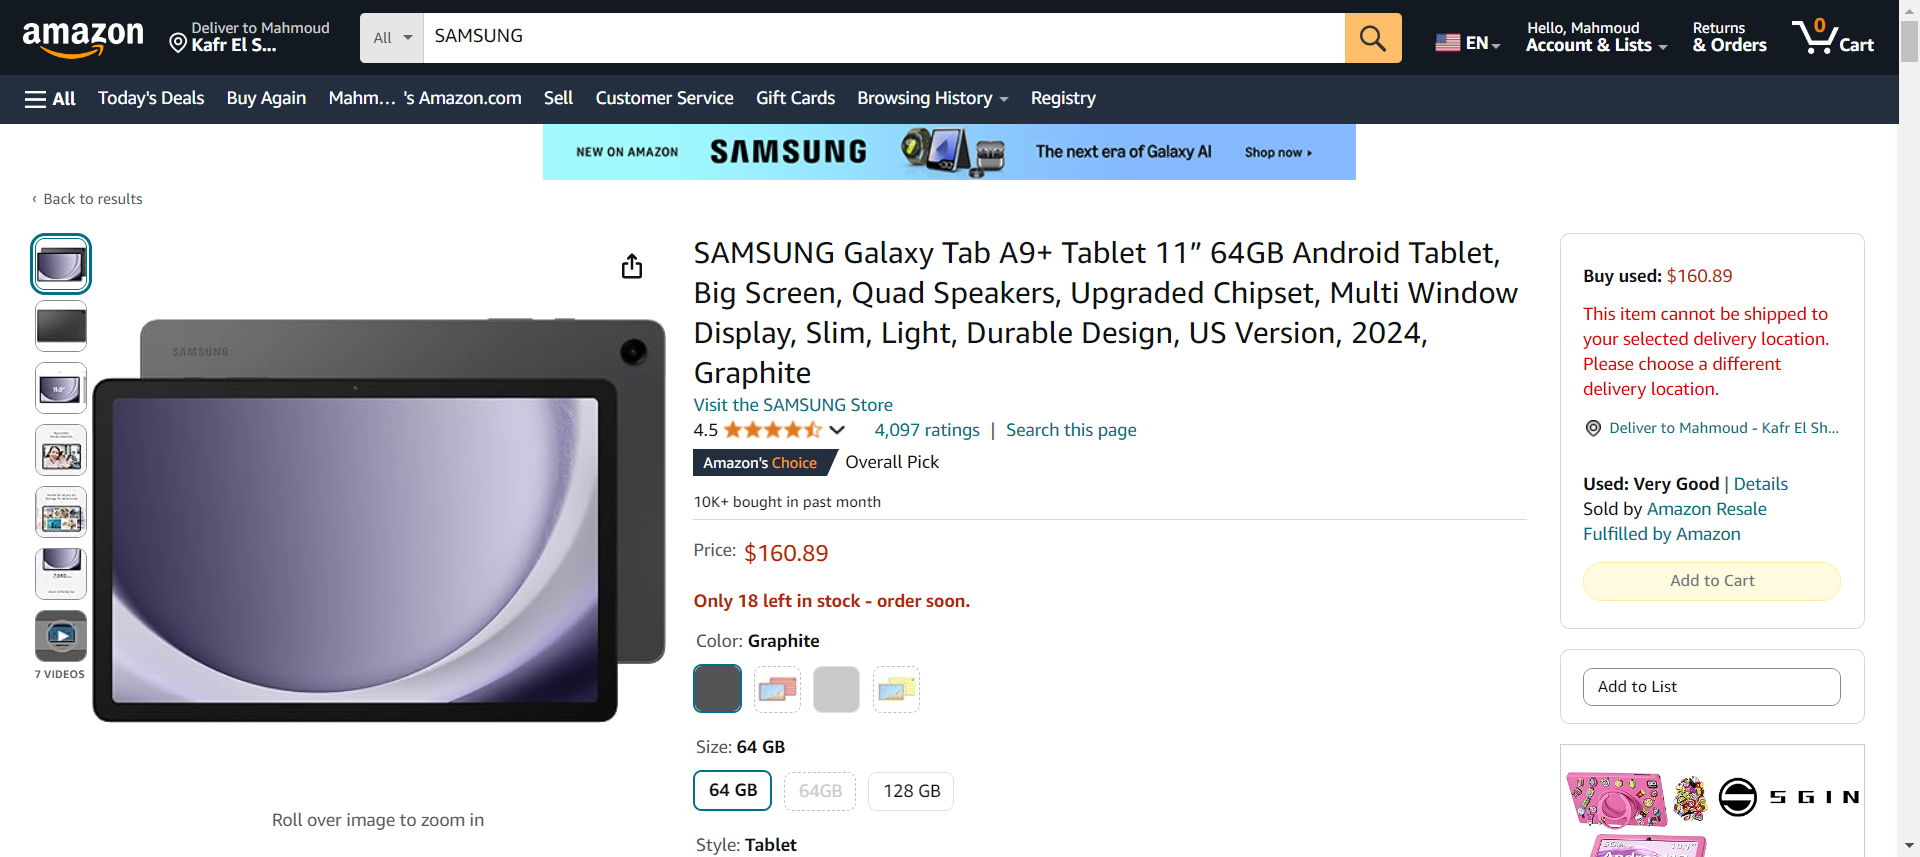 amazon
Deliver to Mahmoud
Kafr El S...
All
SAMSUNG
EN
Hello, Mahmoud
Account & Lists
Returns
& Orders
0
Cart
All
Today's Deals
Buy Again
Mahm... 's Amazon.com
Sell
Customer Service
Gift Cards
Browsing History
Registry
NEW ON AMAZON
SAMSUNG
The next era of Galaxy AI
Shop now
‹ Back to results
SAMSUNG
7 VIDEOS
Roll over image to zoom in
SAMSUNG Galaxy Tab A9+ Tablet 11” 64GB Android Tablet,
Big Screen, Quad Speakers, Upgraded Chipset, Multi Window
Display, Slim, Light, Durable Design, US Version, 2024,
Graphite
Visit the SAMSUNG Store
4.5
4,097 ratings | Search this page
Amazon's Choice
Overall Pick
10K+ bought in past month
Price: $160.89
Only 18 left in stock - order soon.
Color: Graphite
Size: 64 GB
64 GB
64GB
128 GB
Style: Tablet
Buy used: $160.89
This item cannot be shipped to
your selected delivery location.
Please choose a different
delivery location.
Deliver to Mahmoud - Kafr El Sh...
Used: Very Good | Details
Sold by Amazon Resale
Fulfilled by Amazon
Add to Cart
Add to List
SGIN